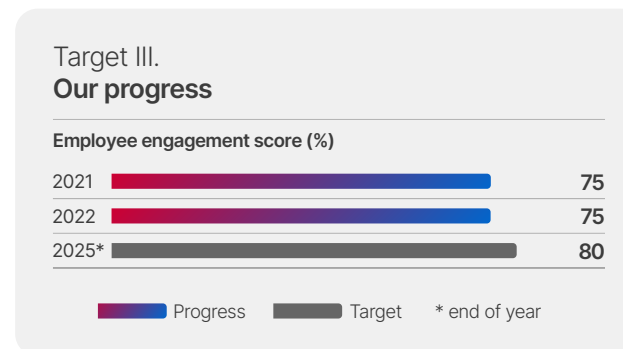 Target III.
Our progress
Employee engagement score (%)
2021 75
2022 75
2025* 80
Progress Target * end of year